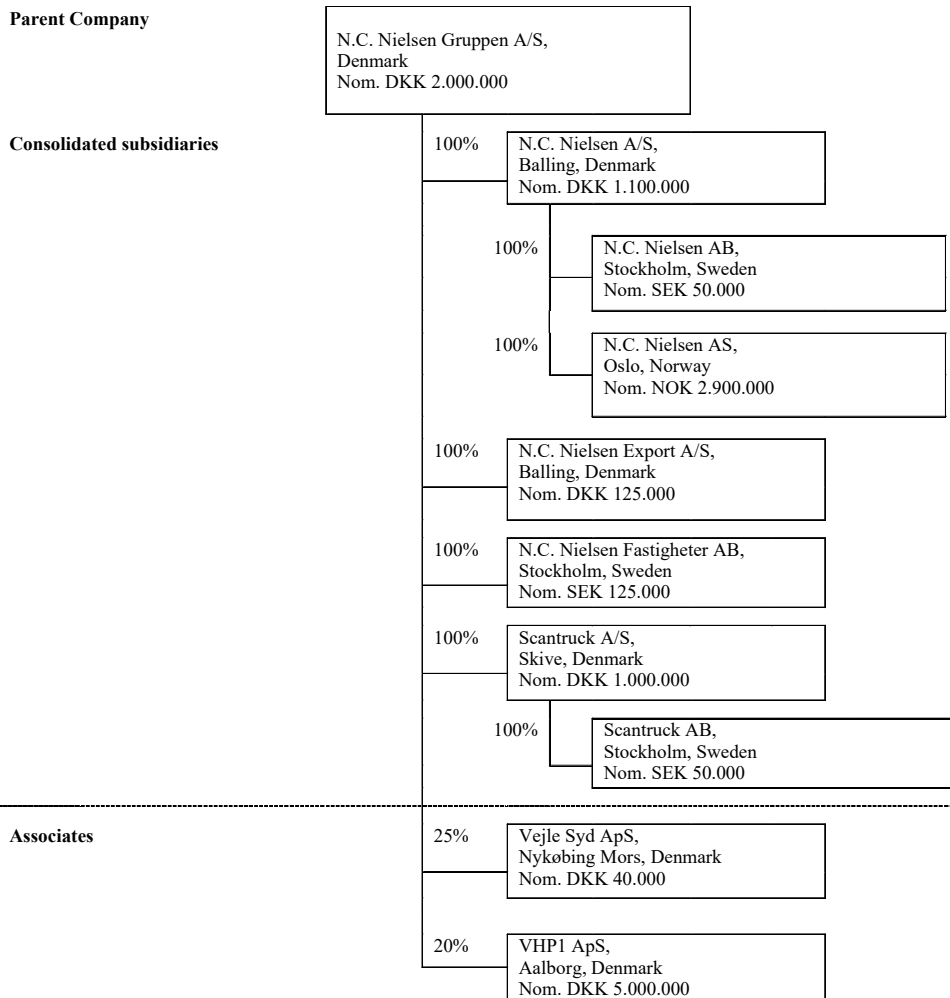 Parent Company
N.C. Nielsen Gruppen A/S,
Denmark
Nom. DKK 2.000.000
Consolidated subsidiaries
100%
N.C. Nielsen A/S,
Balling, Denmark
Nom. DKK 1.100.000
100%
N.C. Nielsen AB,
Stockholm, Sweden
Nom. SEK 50.000
100%
N.C. Nielsen AS,
Oslo, Norway
Nom. NOK 2.900.000
100%
N.C. Nielsen Export A/S,
Balling, Denmark
Nom. DKK 125.000
100%
N.C. Nielsen Fastigheter AB,
Stockholm, Sweden
Nom. SEK 125.000
100%
Scantruck A/S,
Skive, Denmark
Nom. DKK 1.000.000
100%
Scantruck AB,
Stockholm, Sweden
Nom. SEK 50.000
Associates
25%
Vejle Syd ApS,
Nykøbing Mors, Denmark
Nom. DKK 40.000
20%
VHP1 ApS,
Aalborg, Denmark
Nom. DKK 5.000.000